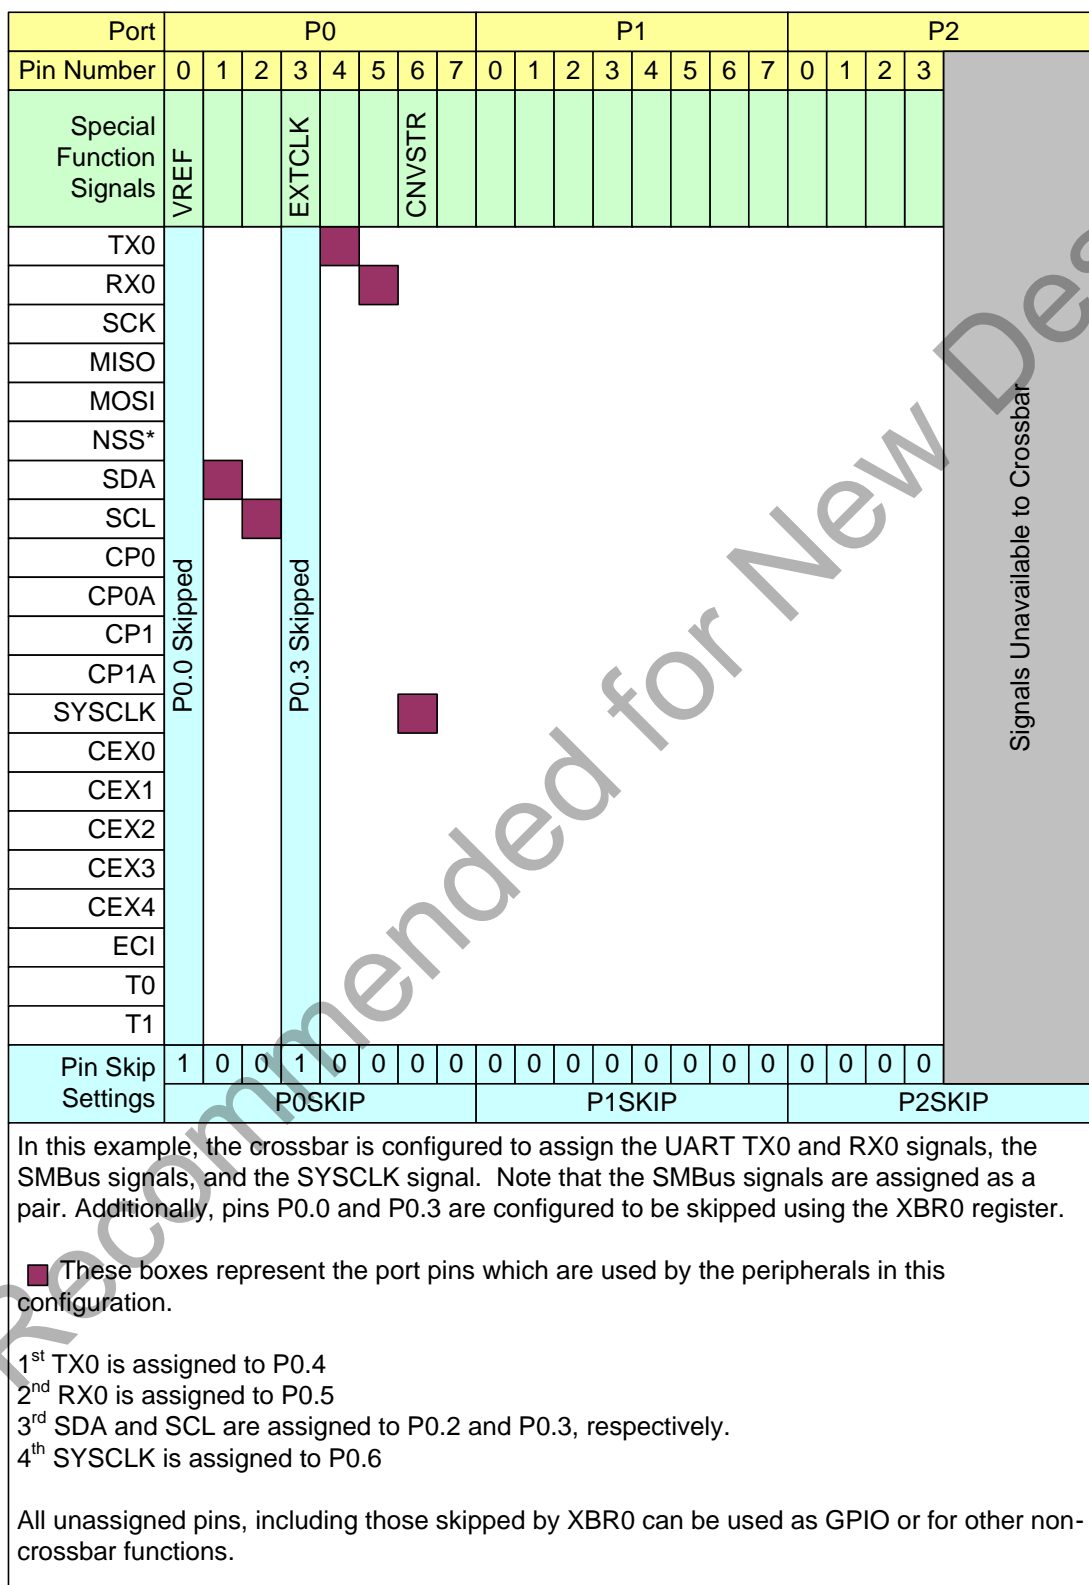 Port P0 P1 P2
Pin Number 0 1 2 3 4 5 6 7 0 1 2 3 4 5 6 7 0 1 2 3
Special
Function
Signals
VREF
EXTCLK
CNVSTR
TX0
RX0
SCK
MISO
MOSI
NSS*
SDA
SCL
CP0
CP0A
CP1
CP1A
SYSCLK
CEX0
CEX1
CEX2
CEX3
CEX4
ECI
T0
T1
P0.0 Skipped
P0.3 Skipped
Signals Unavailable to Crossbar
Pin Skip
Settings
1 0 0 1 0 0 0 0 0 0 0 0 0 0 0 0 0 0 0 0
P0SKIP P1SKIP P2SKIP
In this example, the crossbar is configured to assign the UART TX0 and RX0 signals, the
SMBus signals, and the SYSCLK signal. Note that the SMBus signals are assigned as a
pair. Additionally, pins P0.0 and P0.3 are configured to be skipped using the XBR0 register.
These boxes represent the port pins which are used by the peripherals in this
configuration.
1st TX0 is assigned to P0.4
2nd RX0 is assigned to P0.5
3rd SDA and SCL are assigned to P0.2 and P0.3, respectively.
4th SYSCLK is assigned to P0.6
All unassigned pins, including those skipped by XBR0 can be used as GPIO or for other non-
crossbar functions.
Recommended for New Des